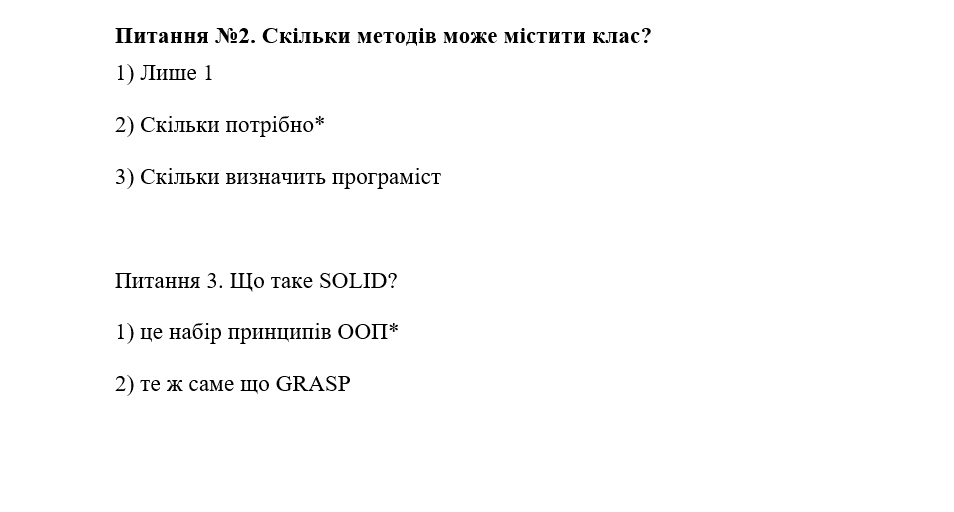 Питання №2. Скільки методів може містити клас?
1) Лише 1
2) Скільки потрібно*
3) Скільки визначить програміст
Питання 3. Що таке SOLID?
1) це набір принципів ООП*
2) те ж саме що GRASP